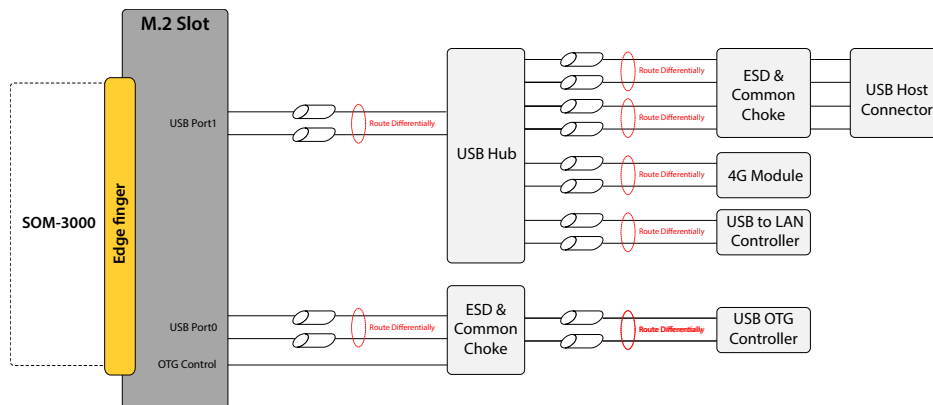 M.2 Slot
SOM-3000
Edge finger
USB Port1
Route Differentially
USB Hub
Route Differentially
Route Differentially
ESD &
Common
Choke
USB Host
Connector
Route Differentially
4G Module
Route Differentially
USB to LAN
Controller
USB Port0
OTG Control
Route Differentially
ESD &
Common
Choke
Route Differentially
USB OTG
Controller